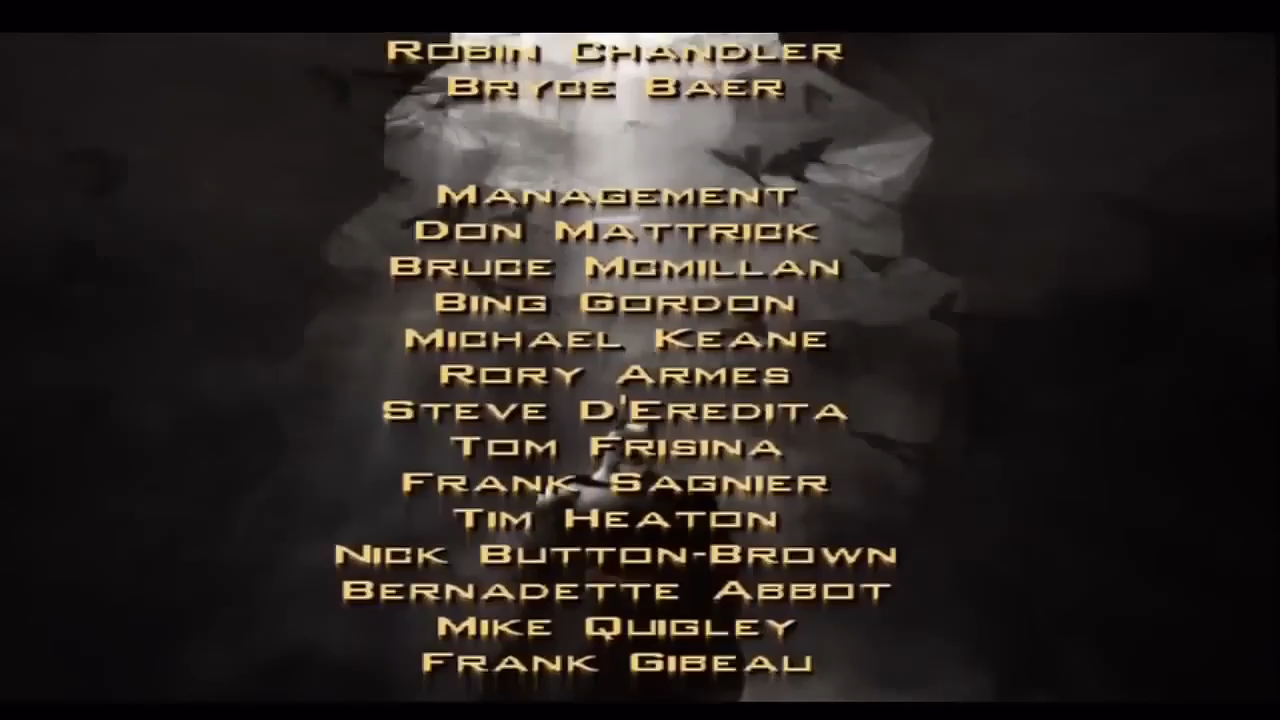 Robin Chandler
Bryce Baer
Management
Don Mattrick
Bruce Mcmillan
Bing Gordon
Michael Keane
Rory Armes
Steve D'Eredita
Tom Frisina
Frank Sagnier
Tim Heaton
Nick Button-Brown
Bernadette Abbot
Mike Quigley
Frank Gibeau